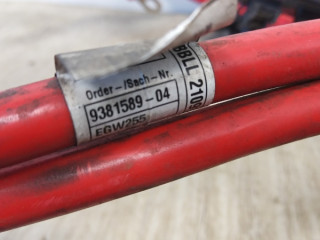 Order-/Sach-Nr.
9381589-04
EGW255
BBLL 210